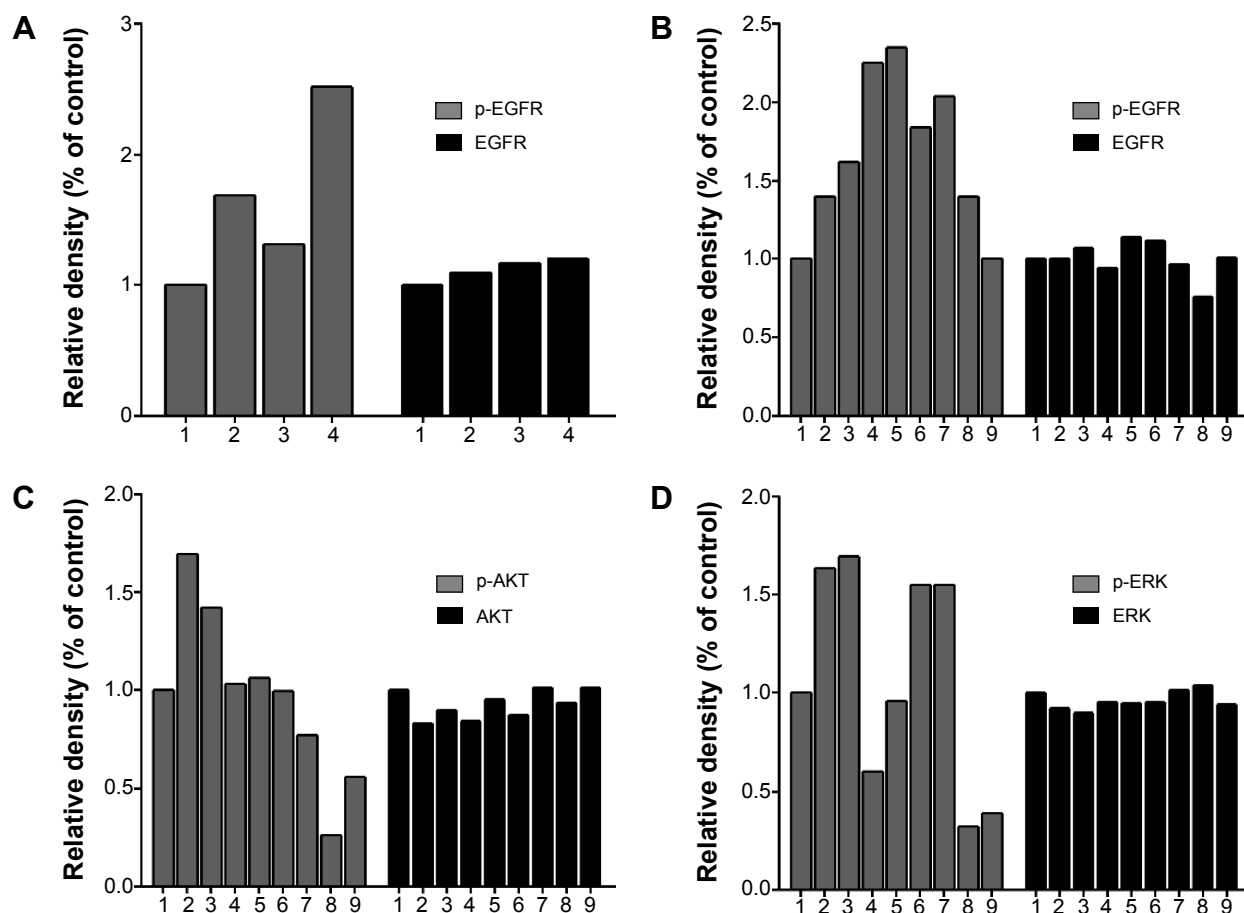 A
Relative density (% of control)
3
2
1
0
p-EGFR
EGFR
1 2 3 4 1 2 3 4
B
Relative density (% of control)
2.5
2.0
1.5
1.0
0.5
0.0
p-EGFR
EGFR
1 2 3 4 5 6 7 8 9 1 2 3 4 5 6 7 8 9
C
Relative density (% of control)
2.0
1.5
1.0
0.5
0.0
p-AKT
AKT
1 2 3 4 5 6 7 8 9 1 2 3 4 5 6 7 8 9
D
Relative density (% of control)
2.0
1.5
1.0
0.5
0.0
p-ERK
ERK
1 2 3 4 5 6 7 8 9 1 2 3 4 5 6 7 8 9